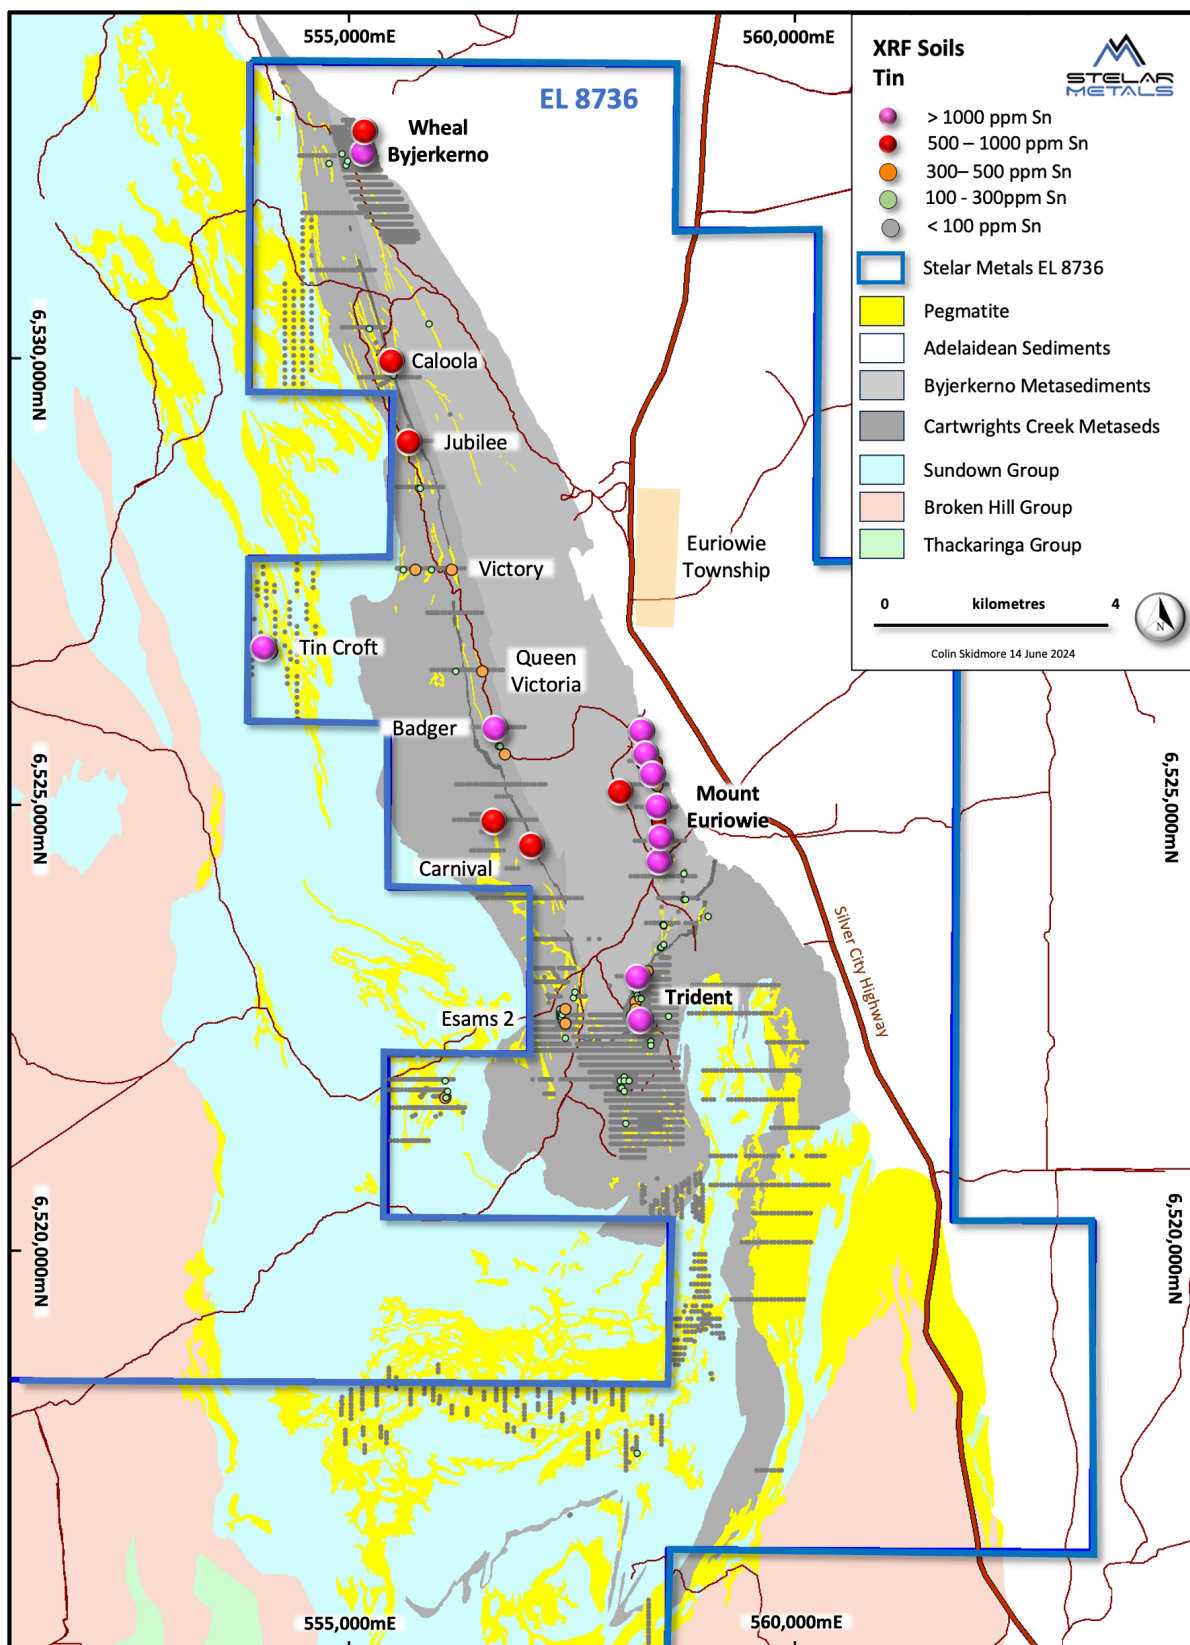 555,000mE
560,000mE
EL 8736
XRF Soils
Tin
STELAR
METALS
> 1000 ppm Sn
500 – 1000 ppm Sn
300– 500 ppm Sn
100 - 300ppm Sn
< 100 ppm Sn
Stelar Metals EL 8736
Pegmatite
Adelaidean Sediments
Byjerkerno Metasediments
Cartwrights Creek Metaseds
Sundown Group
Broken Hill Group
Thackaringa Group
0 kilometres 4
N
Colin Skidmore 14 June 2024
Wheal
Byjerkerno
6,530,000mN
Caloola
Jubilee
Euriowie
Township
Victory
Tin Croft
Queen
Victoria
Badger
6,525,000mN
6,525,000mN
Mount
Euriowie
Carnival
Silver City Highway
Trident
Esams 2
6,520,000mN
6,520,000mN
555,000mE
560,000mE